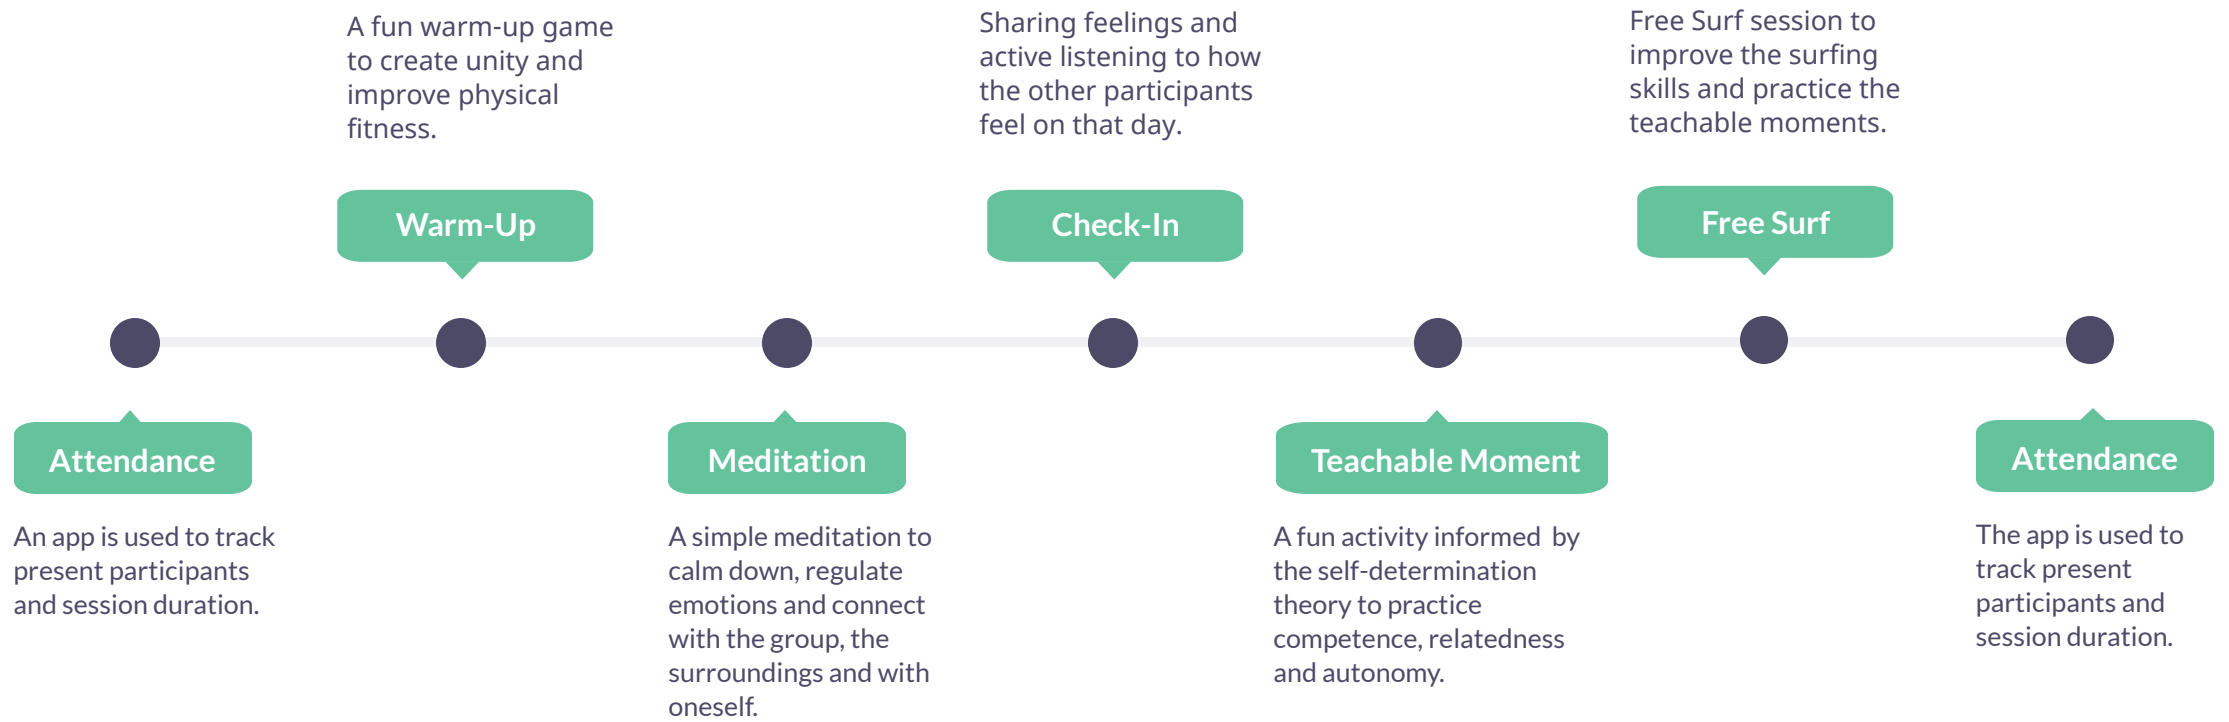 A fun warm-up game
to create unity and
improve physical
fitness.
Sharing feelings and
active listening to how
the other participants
feel on that day.
Free Surf session to
improve the surfing
skills and practice the
teachable moments.
Warm-Up
Check-In
Free Surf
Attendance
An app is used to track
present participants
and session duration.
Meditation
A simple meditation to
calm down, regulate
emotions and connect
with the group, the
surroundings and with
oneself.
Teachable Moment
A fun activity informed  by
the self-determination
theory to practice
competence, relatedness
and autonomy.
Attendance
The app is used to
track present
participants and
session duration.